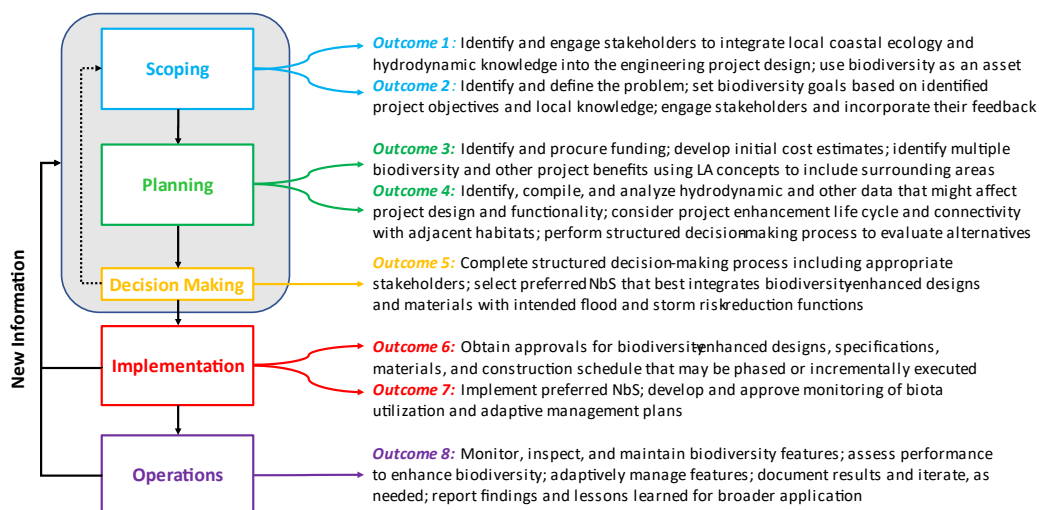 New Information
Scoping
Outcome 1: Identify and engage stakeholders to integrate local coastal ecology and
hydrodynamic knowledge into the engineering project design; use biodiversity as an asset
Outcome 2: Identify and define the problem; set biodiversity goals based on identified
project objectives and local knowledge; engage stakeholders and incorporate their feedback
Planning
Outcome 3: Identify and procure funding; develop initial cost estimates; identify multiple
biodiversity and other project benefits using LA concepts to include surrounding areas
Outcome 4: Identify, compile, and analyze hydrodynamic and other data that might affect
project design and functionality; consider project enhancement life cycle and connectivity
with adjacent habitats; perform structured decision-making process to evaluate alternatives
Decision Making
Outcome 5: Complete structured decision-making process including appropriate
stakeholders; select preferred NbS that best integrates biodiversity-enhanced designs
and materials with intended flood and storm risk-reduction functions
Implementation
Outcome 6: Obtain approvals for biodiversity-enhanced designs, specifications,
materials, and construction schedule that may be phased or incrementally executed
Outcome 7: Implement preferred NbS; develop and approve monitoring of biota
utilization and adaptive management plans
Operations
Outcome 8: Monitor, inspect, and maintain biodiversity features; assess performance
to enhance biodiversity; adaptively manage features; document results and iterate, as
needed; report findings and lessons learned for broader application